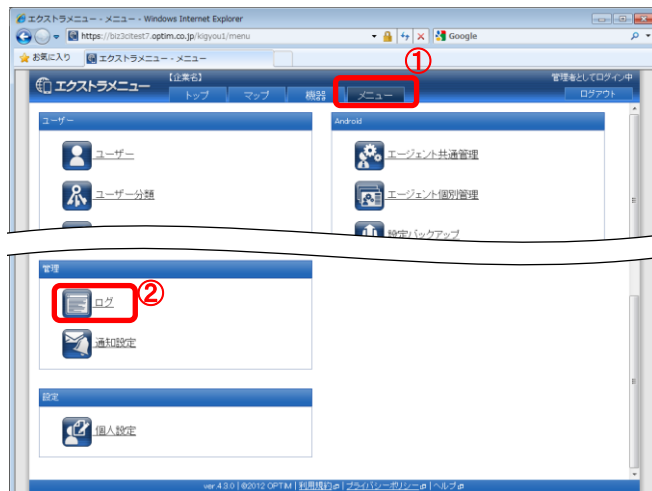 エクストラメニュー - メニュー - Windows Internet Explorer
https://biz3citest7.optim.co.jp/kigyou1/menu
Google
お気に入り
エクストラメニュー - メニュー
①
エクストラメニュー
【企業名】
管理者としてログイン中
トップ
マップ
機器
メニュー
ログアウト
ユーザー
Android
ユーザー
エージェント共通管理
ユーザー分類
エージェント個別管理
設定バックアップ
管理
②
ログ
通知設定
設定
個人設定
ver.4.3.0 | ©2012 OPTiM | 利用規約 | プライバシーポリシー | ヘルプ